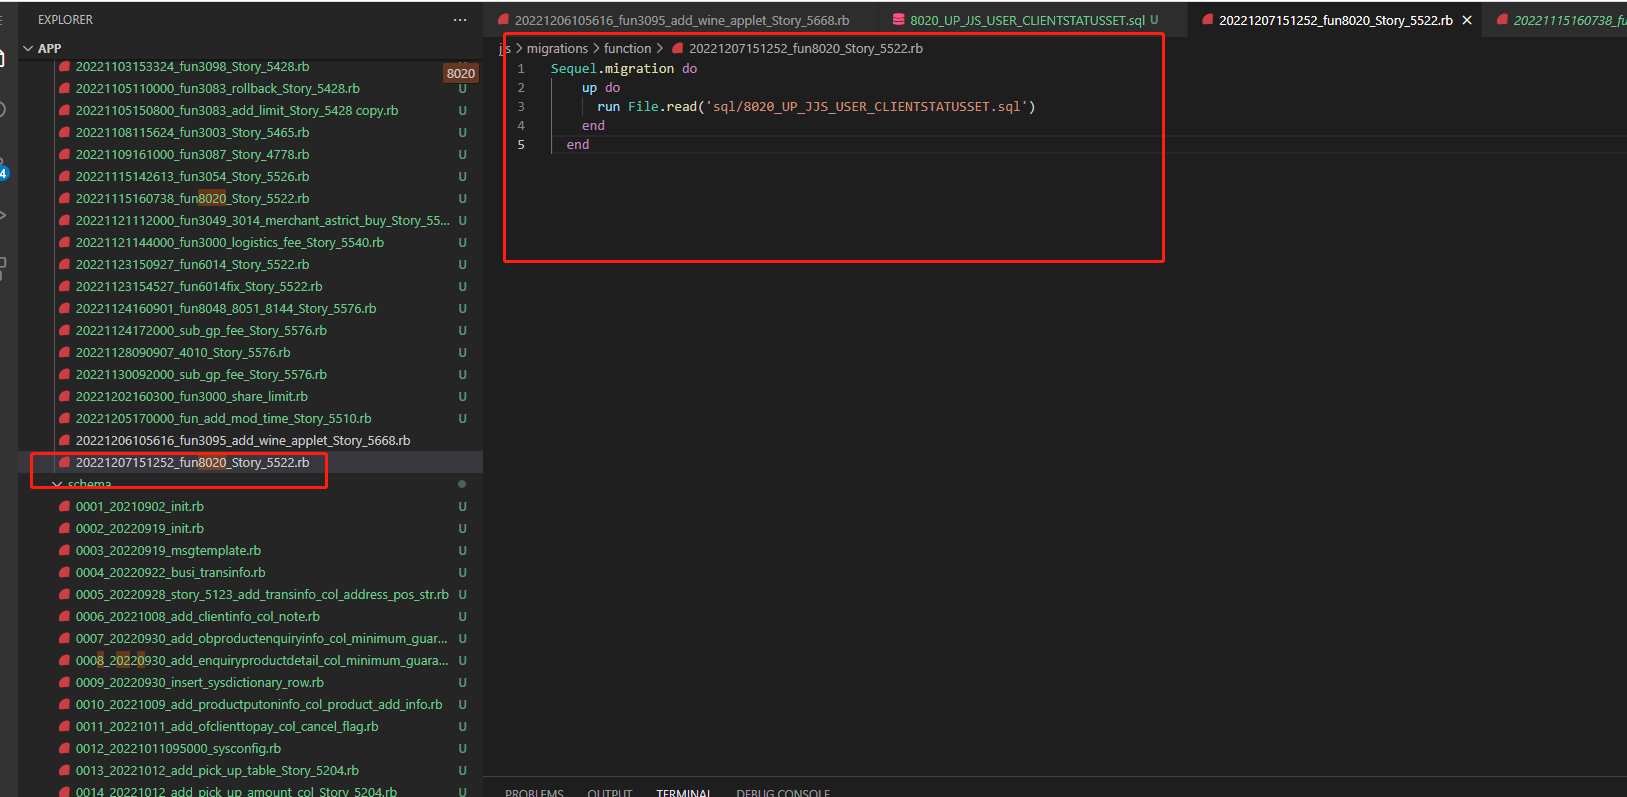 EXPLORER
APP
8020
20221103153324_fun3098_Story_5428.rb
20221105110000_fun3083_rollback_Story_5428.rb U
20221105150800_fun3083_add_limit_Story_5428 copy.rb U
20221108115624_fun3003_Story_5465.rb U
20221109161000_fun3087_Story_4778.rb U
20221115142613_fun3054_Story_5526.rb U
20221115160738_fun8020_Story_5522.rb U
20221121112000_fun3049_3014_merchant_astrict_buy_Story_55... U
20221121144000_fun3000_logistics_fee_Story_5540.rb U
20221123150927_fun6014_Story_5522.rb U
20221123154527_fun6014fix_Story_5522.rb U
20221124160901_fun8048_8051_8144_Story_5576.rb U
20221124172000_sub_gp_fee_Story_5576.rb U
20221128090907_4010_Story_5576.rb U
20221130092000_sub_gp_fee_Story_5576.rb U
20221202160300_fun3000_share_limit.rb U
20221205170000_fun_add_mod_time_Story_5510.rb U
20221206105616_fun3095_add_wine_applet_Story_5668.rb
20221207151252_fun8020_Story_5522.rb
schema
0001_20210902_init.rb U
0002_20220919_init.rb U
0003_20220919_msgtemplate.rb U
0004_20220922_busi_transinfo.rb U
0005_20220928_story_5123_add_transinfo_col_address_pos_str.rb U
0006_20221008_add_clientinfo_col_note.rb U
0007_20220930_add_obproductenquiryinfo_col_minimum_guar... U
0008_20220930_add_enquiryproductdetail_col_minimum_guara... U
0009_20220930_insert_sysdictionary_row.rb U
0010_20221009_add_productputoninfo_col_product_add_info.rb U
0011_20221011_add_ofclienttopay_col_cancel_flag.rb U
0012_20221011095000_sysconfig.rb U
0013_20221012_add_pick_up_table_Story_5204.rb U
0014_20221012_add_pick_up_amount_col_Story_5204.rb U
4
20221206105616_fun3095_add_wine_applet_Story_5668.rb 8020_UP_JJS_USER_CLIENTSTATUSSET.sql U 20221207151252_fun8020_Story_5522.rb 20221115160738_fu
jjs > migrations > function > 20221207151252_fun8020_Story_5522.rb
1 Sequel.migration do
2 up do
3 run File.read('sql/8020_UP_JJS_USER_CLIENTSTATUSSET.sql')
4 end
5 end
PROBLEMS OUTPUT TERMINAL DEBUG CONSOLE